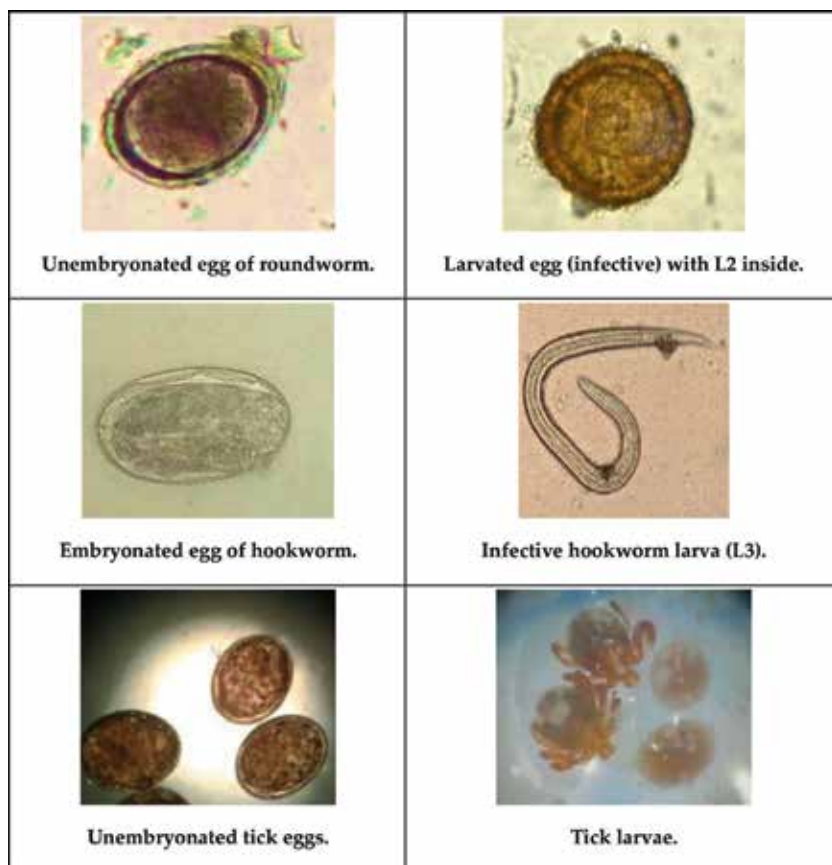 Unembryonated egg of roundworm.
Larvated egg (infective) with L2 inside.
Embryonated egg of hookworm.
Infective hookworm larva (L3).
Unembryonated tick eggs.
Tick larvae.